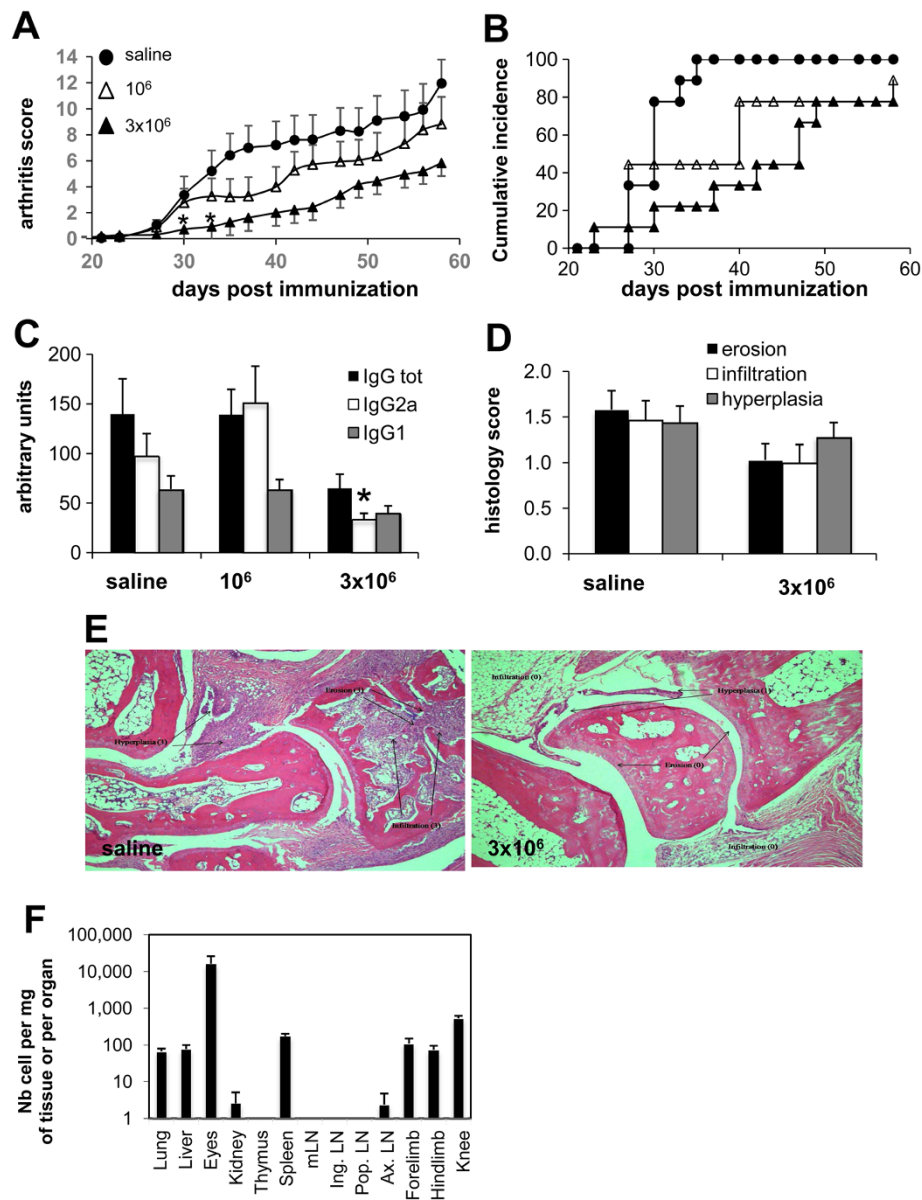 A
14
12
10
8
6
4
2
0
saline
10⁶
3x10⁶
arthritis score
* *
20 30 40 50 60
days post immunization
B
100
80
60
40
20
0
Cumulative incidence
20 30 40 50 60
days post immunization
C
200
150
100
50
0
arbitrary units
IgG tot
IgG2a
IgG1
*
saline 10⁶ 3x10⁶
D
2.0
1.5
1.0
0.5
0.0
histology score
erosion
infiltration
hyperplasia
saline 3x10⁶
E
Hyperplasia (3)
Erosion (3)
Infiltration (3)
saline
Infiltration (0)
Hyperplasia (1)
Erosion (0)
Infiltration (0)
3x10⁶
F
100,000
10,000
1,000
100
10
1
Nb cell per mg
of tissue or per organ
Lung
Liver
Eyes
Kidney
Thymus
Spleen
mLN
Ing. LN
Pop. LN
Ax. LN
Forelimb
Hindlimb
Knee